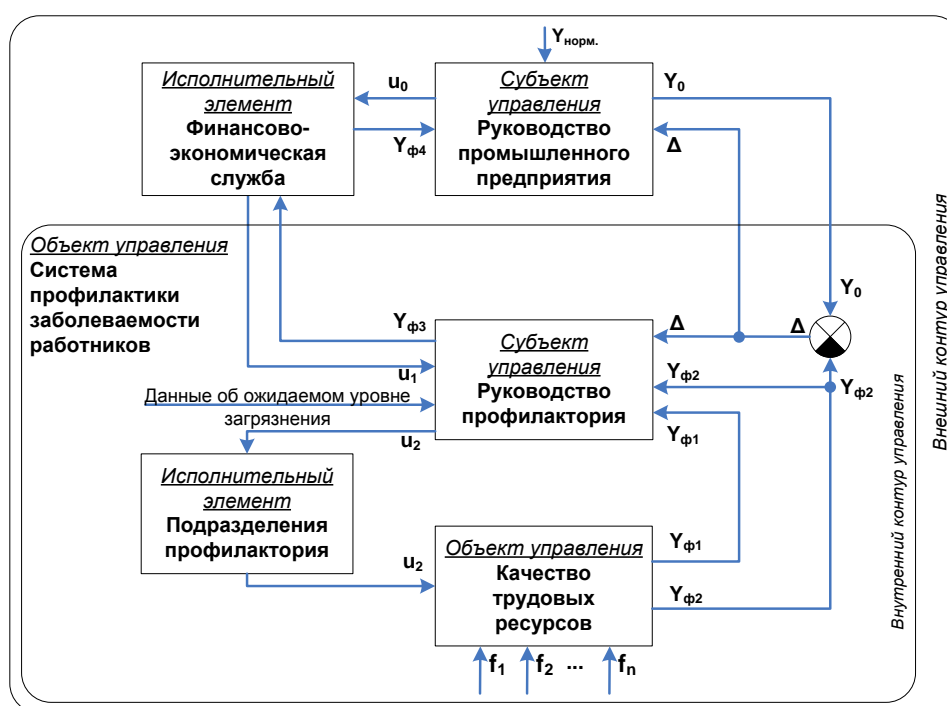 Yнорм.
Исполнительный
элемент
Финансово-
экономическая
служба
u0
Yф4
Субъект
управления
Руководство
промышленного
предприятия
Y0
Δ
Внешний контур управления
Объект управления
Система
профилактики
заболеваемости
работников
Yф3
u1
Субъект
управления
Руководство
профилактория
Δ
Δ
Y0
Yф2
Yф2
Yф1
Данные об ожидаемом уровне
загрязнения
u2
Внутренний контур управления
Исполнительный
элемент
Подразделения
профилактория
u2
Объект управления
Качество
трудовых
ресурсов
Yф1
Yф2
f1 f2 ... fn